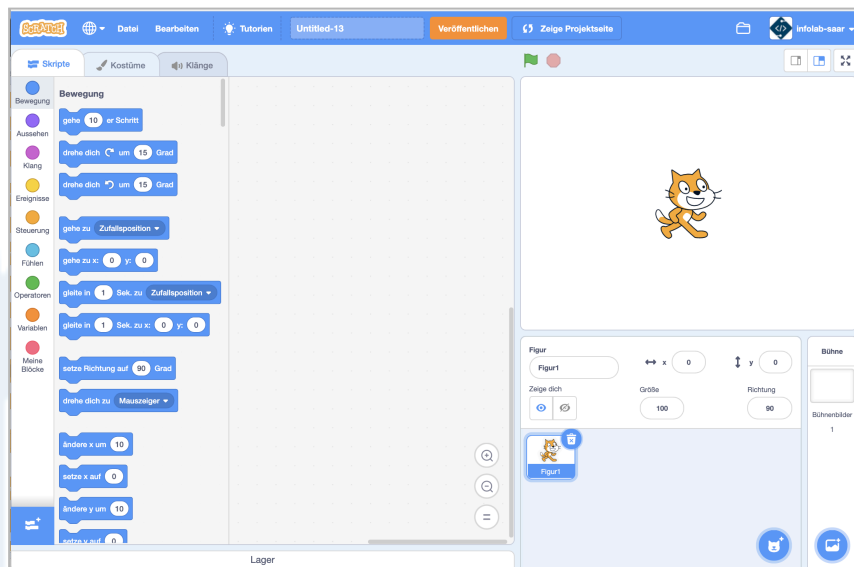 SCRATCH Datei Bearbeiten Tutorien Untitled-13 Veröffentlichen Zeige Projektseite infolab-saar
Skripte Kostüme Klänge
Bewegung
Aussehen
Klang
Ereignisse
Steuerung
Fühlen
Operatoren
Variablen
Meine
Blöcke
Bewegung
gehe 10 er Schritt
drehe dich um 15 Grad
drehe dich um 15 Grad
gehe zu Zufallsposition
gehe zu x: 0 y: 0
gleite in 1 Sek. zu Zufallsposition
gleite in 1 Sek. zu x: 0 y: 0
setze Richtung auf 90 Grad
drehe dich zu Mauszeiger
ändere x um 10
setze x auf 0
ändere y um 10
setze y auf 0
Lager
Figur
Figur1 x 0 y 0
Zeige dich Größe Richtung
100 90
Figur1
Bühne
Bühnenbilder
1